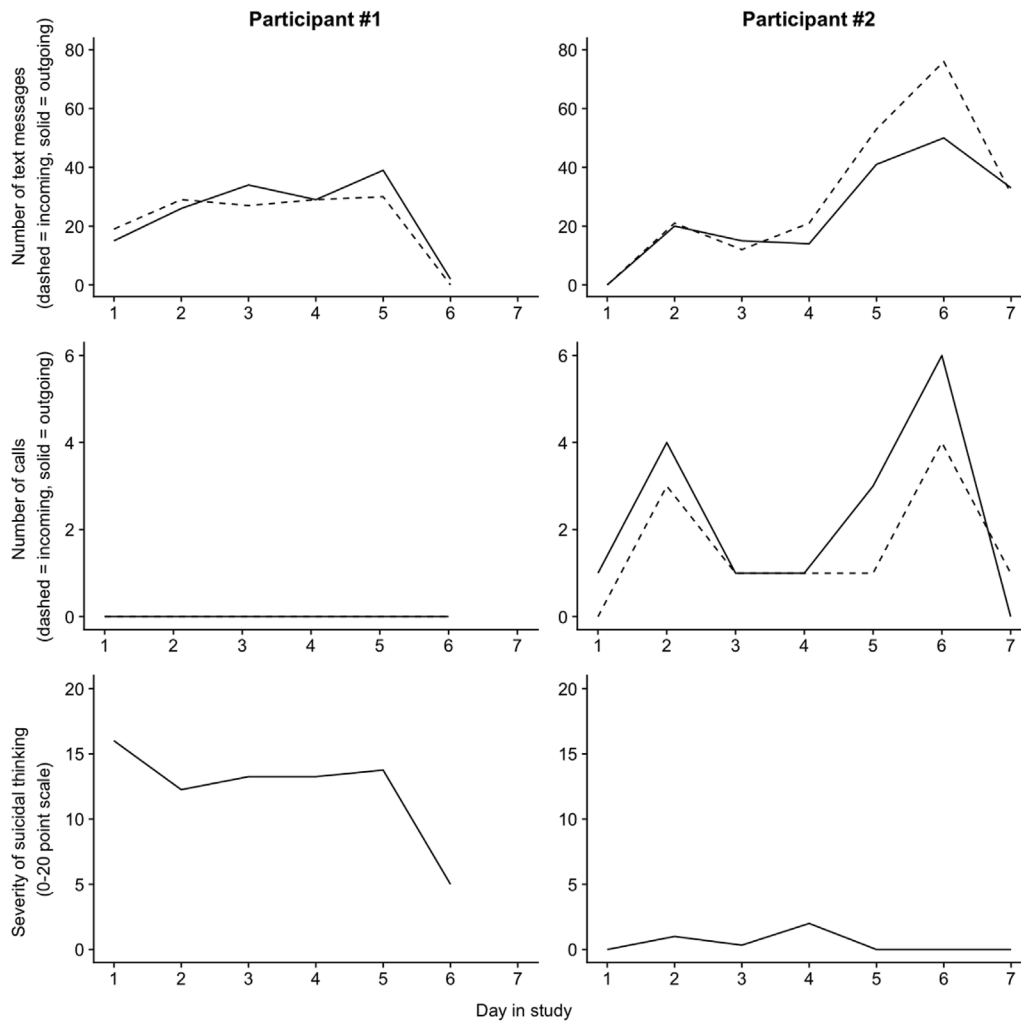 Participant #1
Participant #2
Number of text messages
(dashed = incoming, solid = outgoing)
80
60
40
20
0
1 2 3 4 5 6 7
80
60
40
20
0
1 2 3 4 5 6 7
Number of calls
(dashed = incoming, solid = outgoing)
6
4
2
0
1 2 3 4 5 6 7
6
4
2
0
1 2 3 4 5 6 7
Severity of suicidal thinking
(0-20 point scale)
20
15
10
5
0
1 2 3 4 5 6 7
20
15
10
5
0
1 2 3 4 5 6 7
Day in study